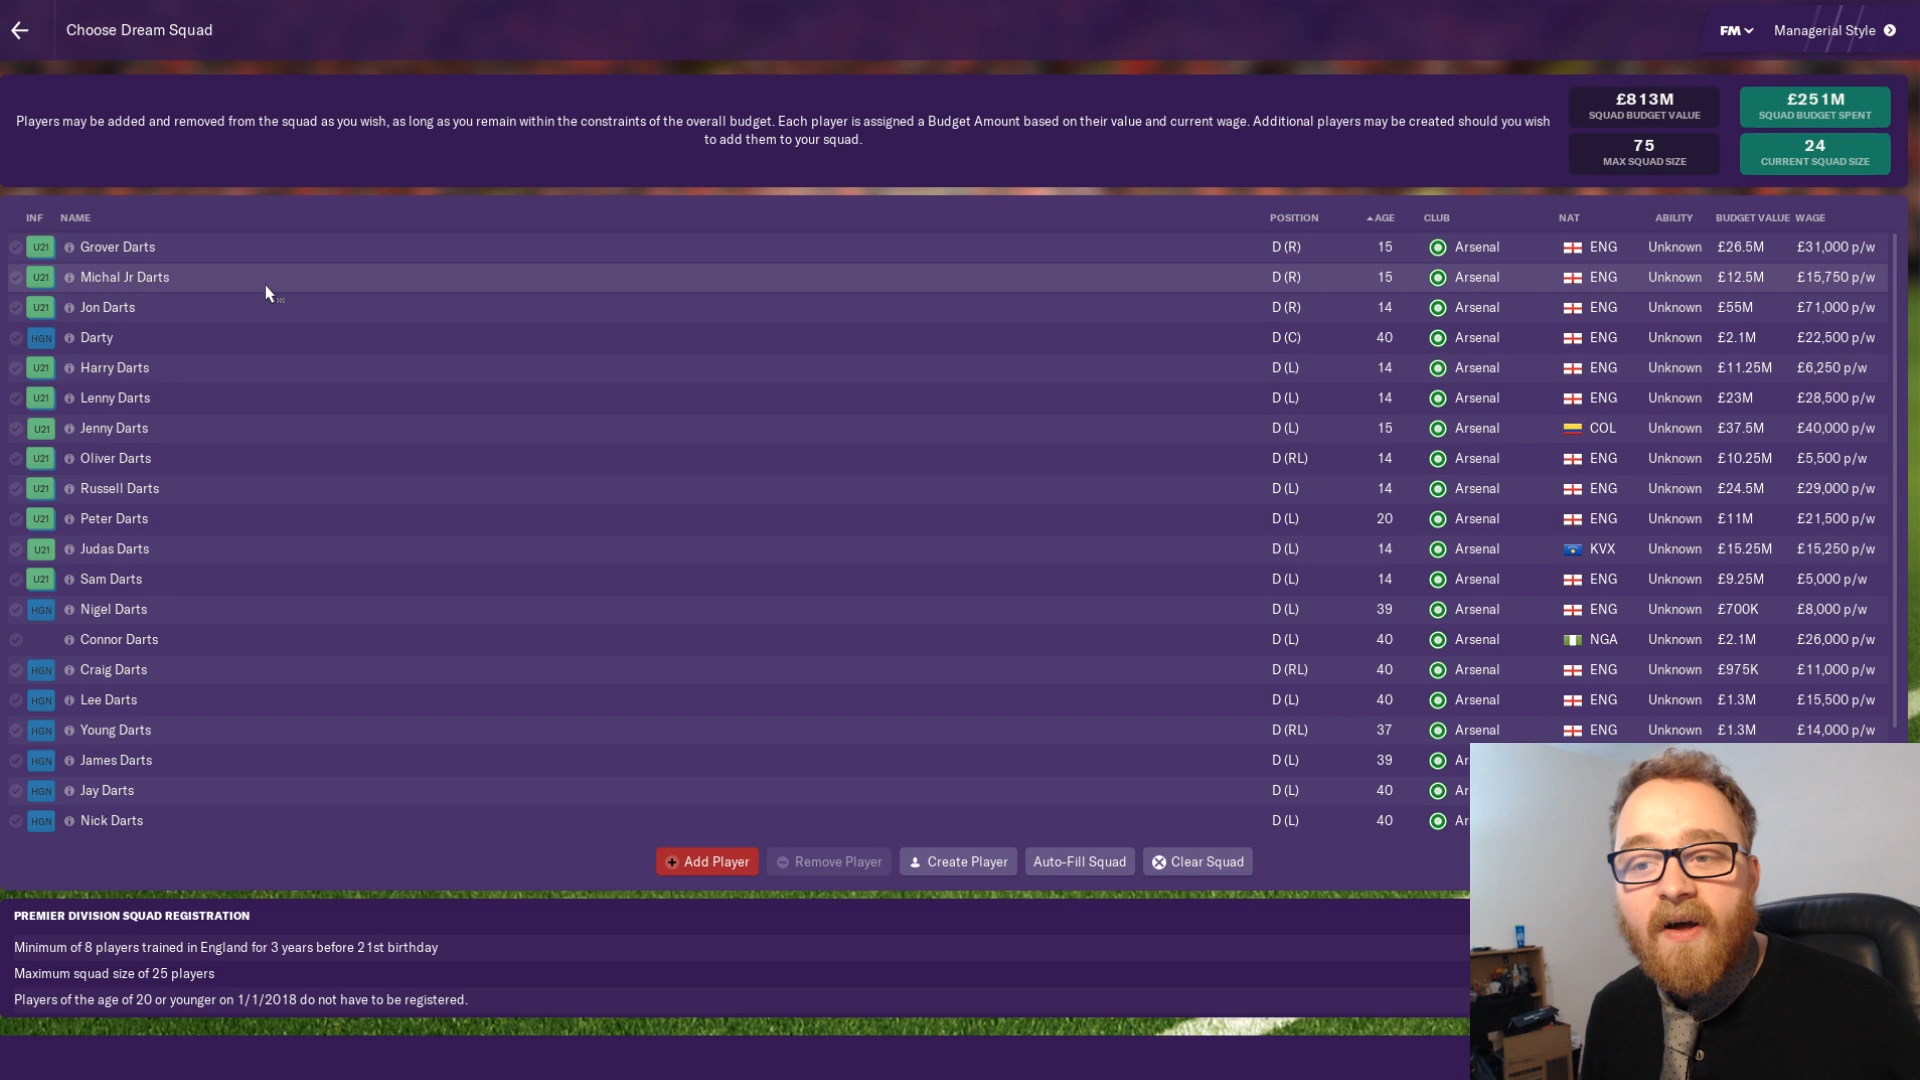 Choose Dream Squad
FM
Managerial Style
Players may be added and removed from the squad as you wish, as long as you remain within the constraints of the overall budget. Each player is assigned a Budget Amount based on their value and current wage. Additional players may be created should you wish
to add them to your squad.
£813M
SQUAD BUDGET VALUE
£251M
SQUAD BUDGET SPENT
75
MAX SQUAD SIZE
24
CURRENT SQUAD SIZE
INF NAME POSITION AGE CLUB NAT ABILITY BUDGET VALUE WAGE
U21 Grover Darts D (R) 15 Arsenal ENG Unknown £26.5M £31,000 p/w
U21 Michal Jr Darts D (R) 15 Arsenal ENG Unknown £12.5M £15,750 p/w
U21 Jon Darts D (R) 14 Arsenal ENG Unknown £55M £71,000 p/w
HGN Darty D (C) 40 Arsenal ENG Unknown £2.1M £22,500 p/w
U21 Harry Darts D (L) 14 Arsenal ENG Unknown £11.25M £6,250 p/w
U21 Lenny Darts D (L) 14 Arsenal ENG Unknown £23M £28,500 p/w
U21 Jenny Darts D (L) 15 Arsenal COL Unknown £37.5M £40,000 p/w
U21 Oliver Darts D (RL) 14 Arsenal ENG Unknown £10.25M £5,500 p/w
U21 Russell Darts D (L) 14 Arsenal ENG Unknown £24.5M £29,000 p/w
U21 Peter Darts D (L) 20 Arsenal ENG Unknown £11M £21,500 p/w
U21 Judas Darts D (L) 14 Arsenal KVX Unknown £15.25M £15,250 p/w
U21 Sam Darts D (L) 14 Arsenal ENG Unknown £9.25M £5,000 p/w
HGN Nigel Darts D (L) 39 Arsenal ENG Unknown £700K £8,000 p/w
Connor Darts D (L) 40 Arsenal NGA Unknown £2.1M £26,000 p/w
HGN Craig Darts D (RL) 40 Arsenal ENG Unknown £975K £11,000 p/w
HGN Lee Darts D (L) 40 Arsenal ENG Unknown £1.3M £15,500 p/w
HGN Young Darts D (RL) 37 Arsenal ENG Unknown £1.3M £14,000 p/w
HGN James Darts D (L) 39 Ar
HGN Jay Darts D (L) 40 Ar
HGN Nick Darts D (L) 40 Ar
Add Player Remove Player Create Player Auto-Fill Squad Clear Squad
PREMIER DIVISION SQUAD REGISTRATION
Minimum of 8 players trained in England for 3 years before 21st birthday
Maximum squad size of 25 players
Players of the age of 20 or younger on 1/1/2018 do not have to be registered.